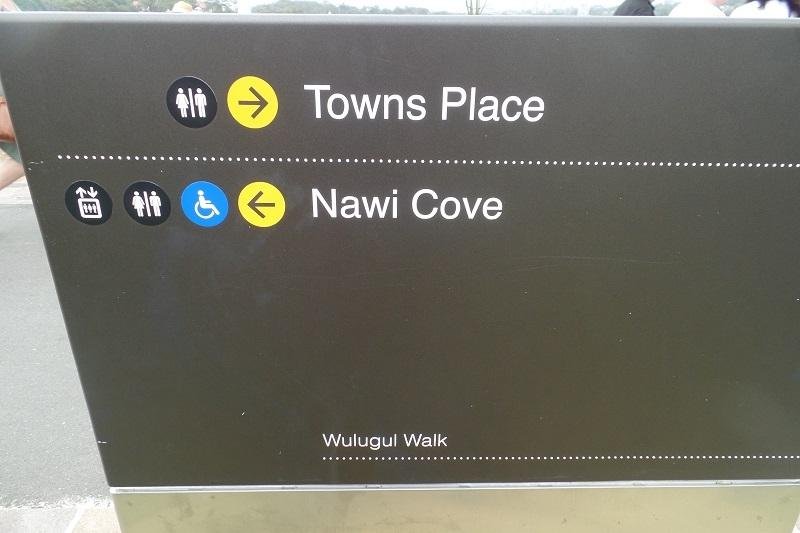 Towns Place
Nawi Cove
Wulugul Walk